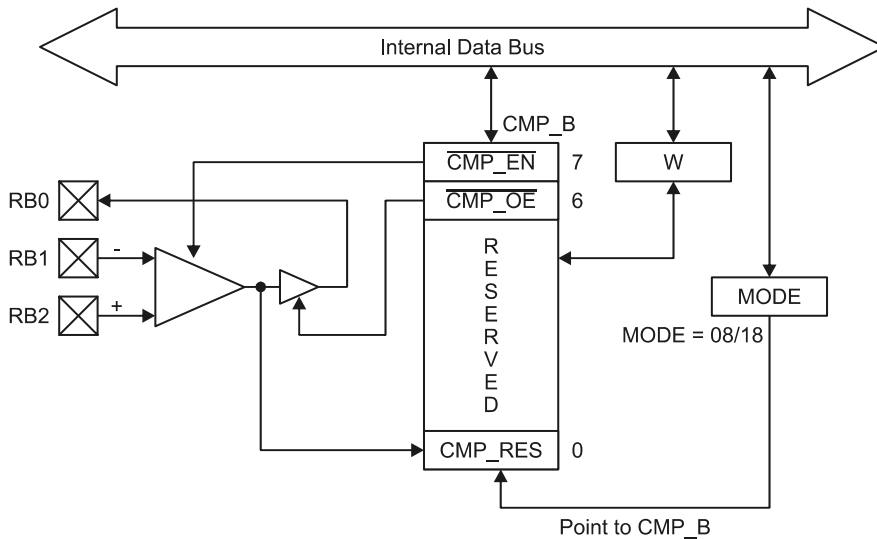 Internal Data Bus
CMP_B
CMP_EN 7
W
RB0
CMP_OE 6
RB1 -
RB2 +
RESERVED
MODE
MODE = 08/18
CMP_RES 0
Point to CMP_B